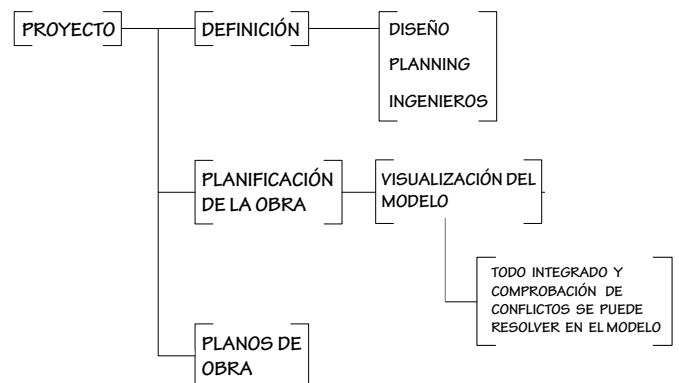 PROYECTO
DEFINICIÓN
DISEÑO
PLANNING
INGENIEROS
PLANIFICACIÓN
DE LA OBRA
VISUALIZACIÓN DEL
MODELO
TODO INTEGRADO Y
COMPROBACIÓN DE
CONFLICTOS SE PUEDE
RESOLVER EN EL MODELO
PLANOS DE
OBRA